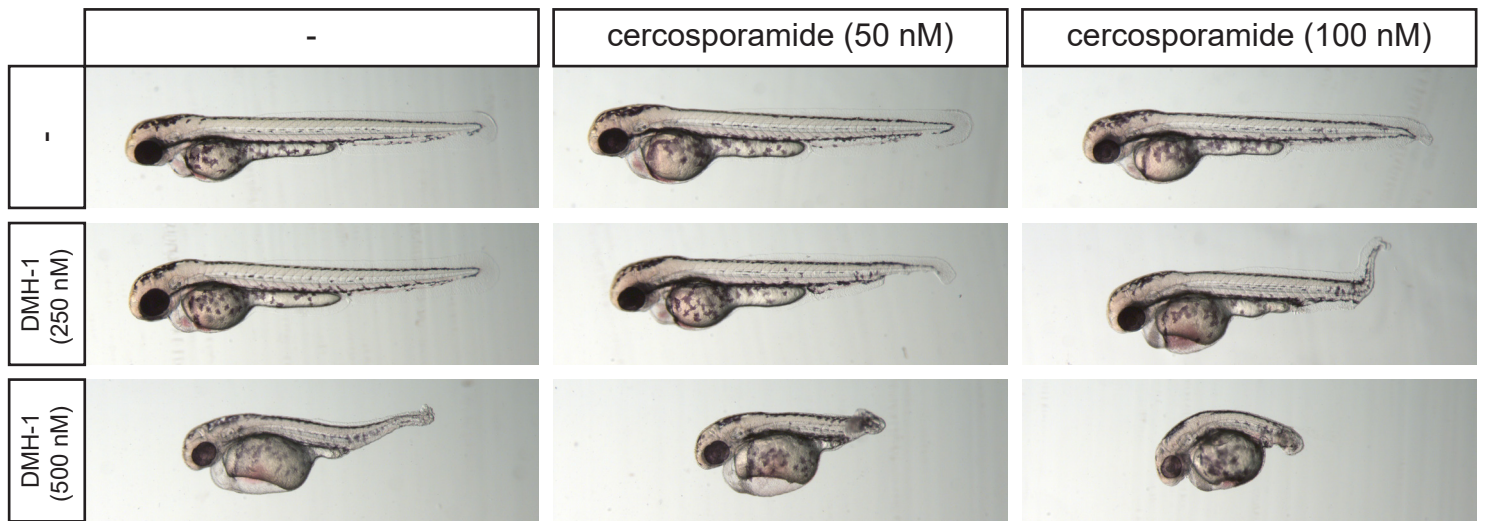 -
cercosporamide (50 nM)
cercosporamide (100 nM)
-
DMH-1
(250 nM)
DMH-1
(500 nM)